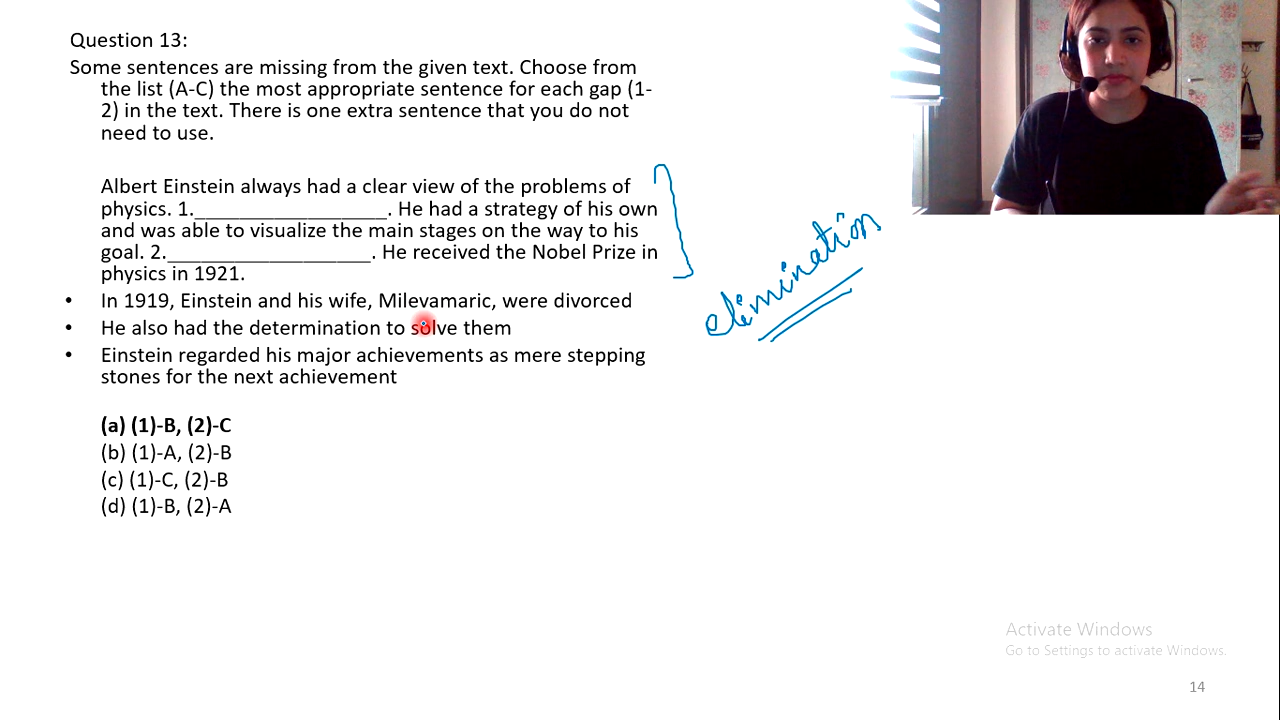 Question 13:
Some sentences are missing from the given text. Choose from
the list (A-C) the most appropriate sentence for each gap (1-
2) in the text. There is one extra sentence that you do not
need to use.
Albert Einstein always had a clear view of the problems of
physics. 1.__________________. He had a strategy of his own
and was able to visualize the main stages on the way to his
goal. 2.___________________. He received the Nobel Prize in
physics in 1921.
• In 1919, Einstein and his wife, Milevamaric, were divorced
• He also had the determination to solve them
• Einstein regarded his major achievements as mere stepping
stones for the next achievement
elimination
(a) (1)-B, (2)-C
(b) (1)-A, (2)-B
(c) (1)-C, (2)-B
(d) (1)-B, (2)-A
Activate Windows
Go to Settings to activate Windows.
14